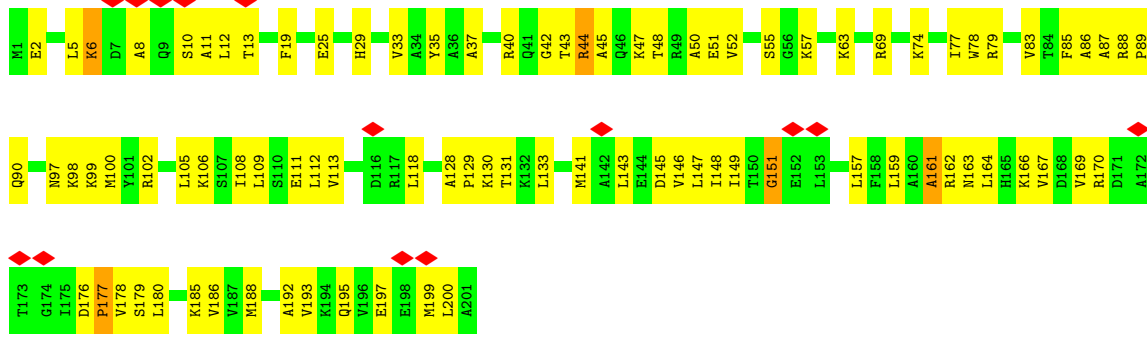 M1 E2 L5 K6 D7 A8 Q9 S10 A11 L12 T13 F19 E25 H29 V33 A34 Y35 A36 A37 R40 Q41 G42 T43 R44 A45 Q46 K47 T48 R49 A50 E51 V52 S55 G56 K57 K63 R69 K74 I77 W78 R79 V83 T84 F85 A86 A87 R88 P89
Q90 N97 K98 K99 M100 Y101 R102 L105 K106 S107 I108 L109 S110 E111 L112 V113 D116 R117 L118 A128 P129 K130 T131 K132 L133 M141 A142 L143 E144 D145 V146 L147 I148 I149 T150 G151 E152 L153 L157 F158 L159 A160 A161 R162 N163 L164 H165 K166 V167 D168 V169 R170 D171 A172
T173 G174 I175 D176 P177 V178 S179 L180 K185 V186 V187 M188 A192 V193 K194 Q195 V196 E197 E198 M199 L200 A201